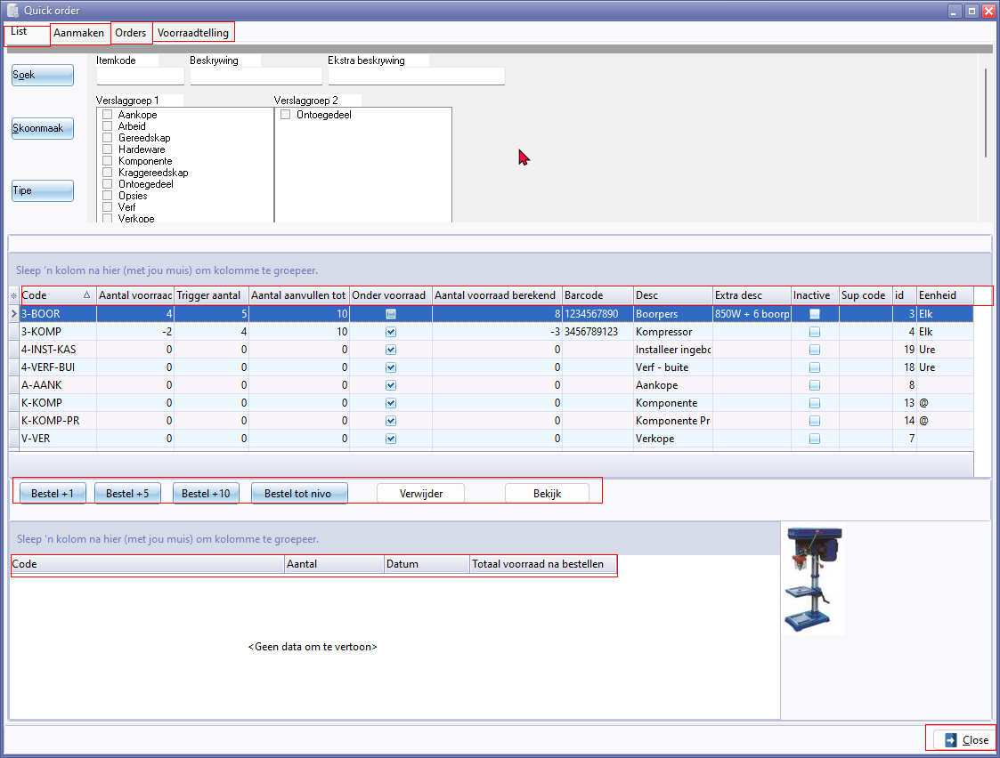 Quick order
List Aanmaken Orders Voorraadtelling
Itemkode Beskrywing Ekstra beskrywing
Soek
Verslaggroep 1 Verslaggroep 2
Aankope Ontoegedeel
Arbeid
Skoonmaak
Gereedskap
Hardeware
Komponente
Kraggereedskap
Ontoegedeel
Tipe
Opsies
Verf
Verkope
Sleep 'n kolom na hier (met jou muis) om kolomme te groepeer.
Code Aantal voorraad Trigger aantal Aantal aanvullen tot Onder voorraad Aantal voorraad berekend Barcode Desc Extra desc Inactive Sup code id Eenheid
3-BOOR 4 5 10 8 1234567890 Boorpers 850W + 6 boorp 3 Elk
3-KOMP -2 4 10 -3 3456789123 Kompressor 4 Elk
4-INST-KAS 0 0 0 0 Installeer ingebo 19 Ure
4-VERF-BUI 0 0 0 0 Verf - buite 18 Ure
A-AANK 0 0 0 0 Aankope 8
K-KOMP 0 0 0 0 Komponente 13 @
K-KOMP-PR 0 0 0 0 Komponente Pr 14 @
V-VER 0 0 0 0 Verkope 7
Bestel +1 Bestel +5 Bestel +10 Bestel tot nivo Verwijder Bekijk
Sleep 'n kolom na hier (met jou muis) om kolomme te groepeer.
Code Aantal Datum Totaal voorraad na bestellen
<Geen data om te vertoon>
Close